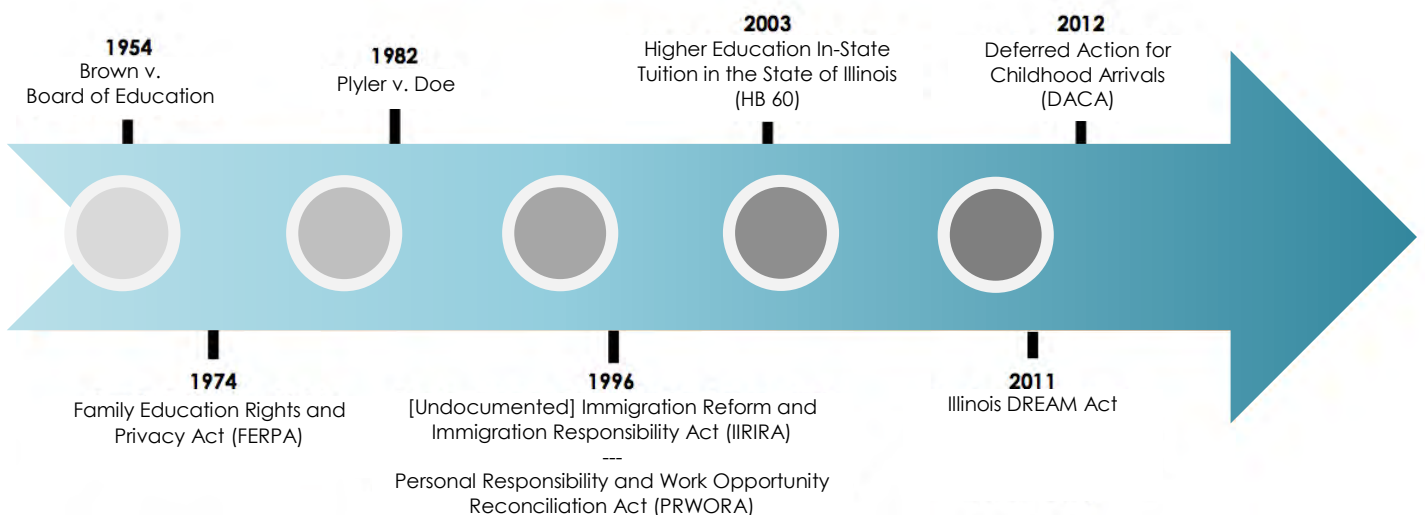 1954
Brown v.
Board of Education
1982
Plyler v. Doe
2003
Higher Education In-State
Tuition in the State of Illinois
(HB 60)
2012
Deferred Action for
Childhood Arrivals
(DACA)
1974
Family Education Rights and
Privacy Act (FERPA)
1996
[Undocumented] Immigration Reform and
Immigration Responsibility Act (IIRIRA)
---
Personal Responsibility and Work Opportunity
Reconciliation Act (PRWORA)
2011
Illinois DREAM Act